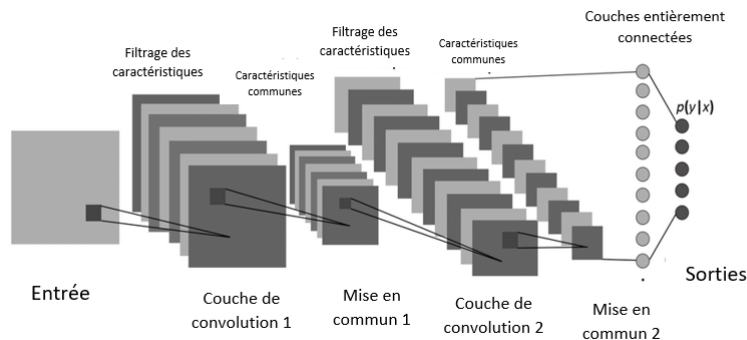 Couches entièrement
connectées
Filtrage des
caractéristiques
Filtrage des
caractéristiques
Caractéristiques
communes
Caractéristiques
communes
p(y|x)
Entrée
Couche de
convolution 1
Mise en
commun 1
Couche de
convolution 2
Mise en
commun 2
Sorties